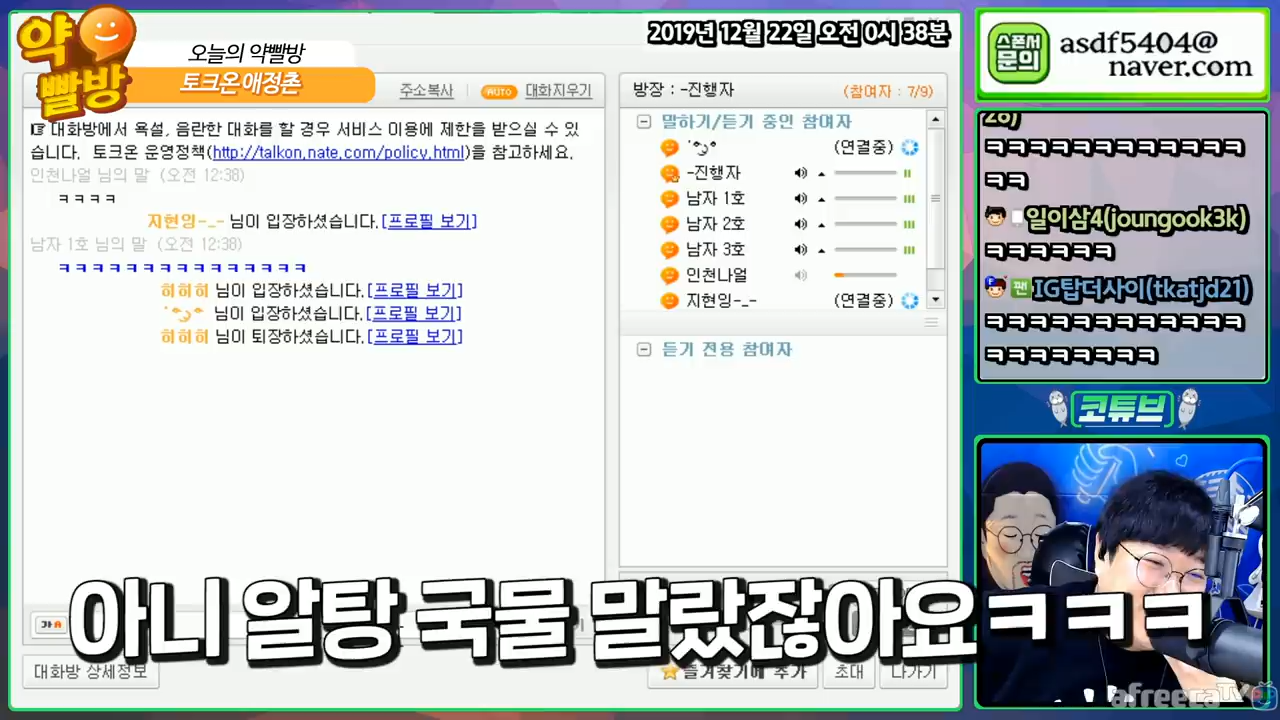 약
빨방
오늘의 약빨방
토크온 애정촌
2019년 12월 22일 오전 0시 38분
스폰서
문의
asdf5404@
naver.com
주소복사
AUTO
대화지우기
☞ 대화방에서 욕설, 음란한 대화를 할 경우 서비스 이용에 제한을 받으실 수 있
습니다. 토크온 운영정책(http://talkon.nate.com/policy.html)을 참고하세요.
인천나얼 님의 말 (오전 12:38)
ㅋㅋㅋㅋ
지현잉-_- 님이 입장하셨습니다.[프로필 보기]
남자 1호 님의 말 (오전 12:38)
ㅋㅋㅋㅋㅋㅋㅋㅋㅋㅋㅋㅋㅋㅋㅋ
히히히 님이 입장하셨습니다.[프로필 보기]
님이 입장하셨습니다.[프로필 보기]
히히히 님이 퇴장하셨습니다.[프로필 보기]
방장 : -진행자
(참여자 : 7/9)
말하기/듣기 중인 참여자
(연결중)
-진행자
남자 1호
남자 2호
남자 3호
인천나얼
지현잉-_- (연결중)
듣기 전용 참여자
ㅋㅋㅋㅋㅋㅋㅋㅋㅋㅋㅋㅋ
ㅋㅋ
일이삼4(joungook3k)
ㅋㅋㅋㅋㅋㅋ
팬 IG탑더사이(tkatjd21)
ㅋㅋㅋㅋㅋㅋㅋㅋㅋㅋㅋㅋ
ㅋㅋㅋㅋㅋㅋㅋㅋ
코튜브
가A
아니 알탕 국물 말랐잖아요ㅋㅋㅋ
대화방 상세정보
즐겨찾기에 추가
초대
나가기
afreecaTV